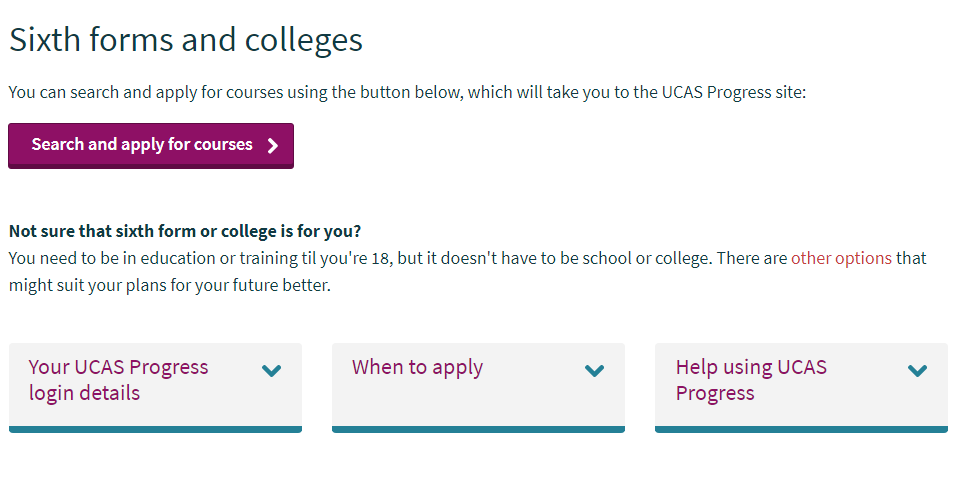 Sixth forms and colleges
You can search and apply for courses using the button below, which will take you to the UCAS Progress site:
Search and apply for courses
Not sure that sixth form or college is for you?
You need to be in education or training til you're 18, but it doesn't have to be school or college. There are other options that
might suit your plans for your future better.
Your UCAS Progress
login details
When to apply
Help using UCAS
Progress